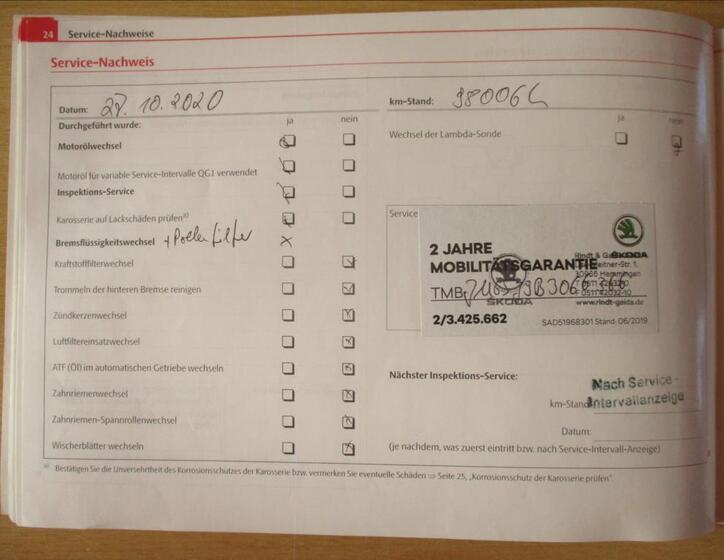 24 Service-Nachweise
Service-Nachweis
Datum: 27.10.2020
km-Stand:
Durchgeführt wurde: ja nein
ja nein
Motorölwechsel
Wechsel der Lambda-Sonde
Motoröl für variable Service-Intervalle QG1 verwendet
Inspektions-Service
Karosserie auf Lackschäden prüfen a)
Bremsflüssigkeitswechsel + Pollenfilter
Kraftstofffilterwechsel
Trommeln der hinteren Bremse reinigen
Zündkerzenwechsel
Luftfiltereinsatzwechsel
ATF (Öl) im automatischen Getriebe wechseln
Zahnriemenwechsel
Zahnriemen-Spannrollenwechsel
Wischerblätter wechseln
Service
ŠKODA
2 JAHRE
MOBILITÄTSGARANTIE
Rindt &
30966 Hemmingen
www.rindt-gaida.de
TMB
ŠKODA
2/3.425.662
SAD51968301 Stand: 06/2019
Nächster Inspektions-Service:
km-Stand
Nach Service-
Intervallanzeige
Datum:
(je nachdem, was zuerst eintritt bzw. nach Service-Intervall-Anzeige)
a) Bestätigen Sie die Unversehrtheit des Korrosionsschutzes der Karosserie bzw. vermerken Sie eventuelle Schäden ⇒ Seite 25, „Korrosionsschutz der Karosserie prüfen".